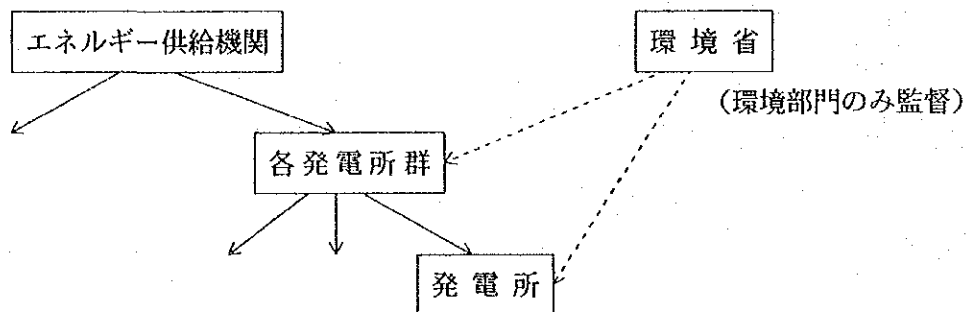 エネルギー供給機関
環境省
(環境部門のみ監督)
各発電所群
発電所